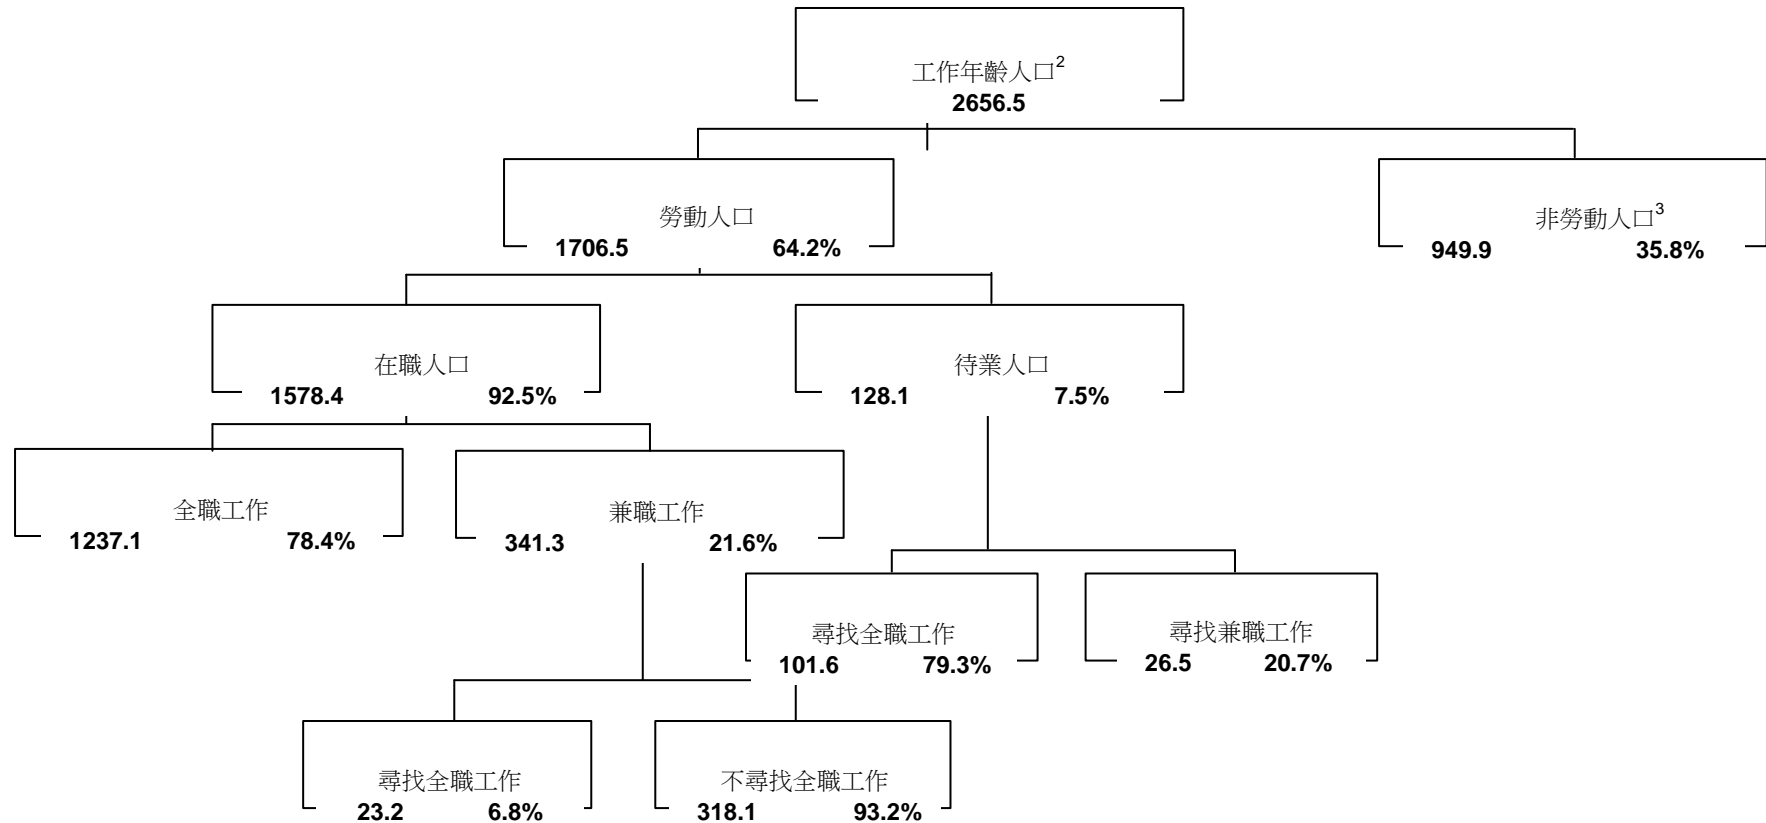 工作年齡人口²
2656.5
勞動人口
1706.5 64.2%
非勞動人口³
949.9 35.8%
在職人口
1578.4 92.5%
待業人口
128.1 7.5%
全職工作
1237.1 78.4%
兼職工作
341.3 21.6%
尋找全職工作
101.6 79.3%
尋找兼職工作
26.5 20.7%
尋找全職工作
23.2 6.8%
不尋找全職工作
318.1 93.2%